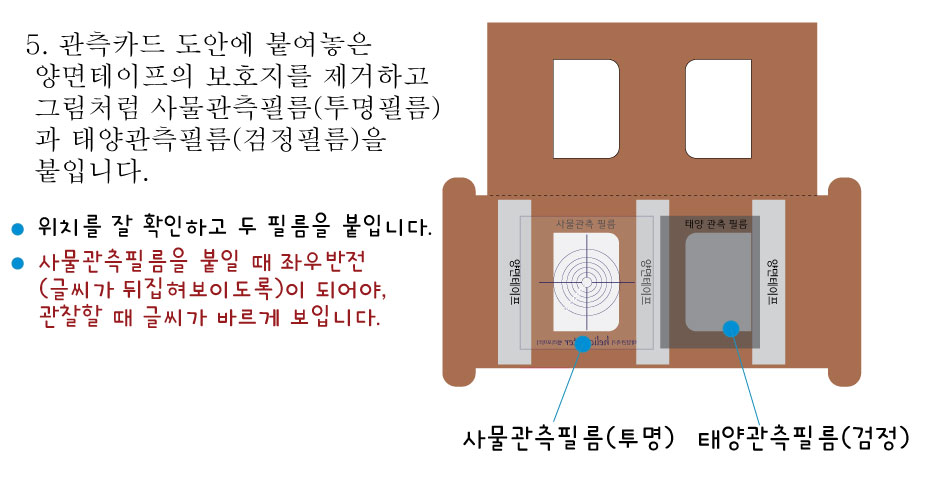 5. 관측카드 도안에 붙여놓은
양면테이프의 보호지를 제거하고
그림처럼 사물관측필름(투명필름)
과 태양관측필름(검정필름)을
붙입니다.
위치를 잘 확인하고 두 필름을 붙입니다.
사물관측필름을 붙일 때 좌우반전
(글씨가 뒤집혀보이도록)이 되어야,
관찰할 때 글씨가 바르게 보입니다.
사물관측 필름
태양 관측 필름
양면테이프
양면테이프
양면테이프
사물관측필름(투명)
태양관측필름(검정)